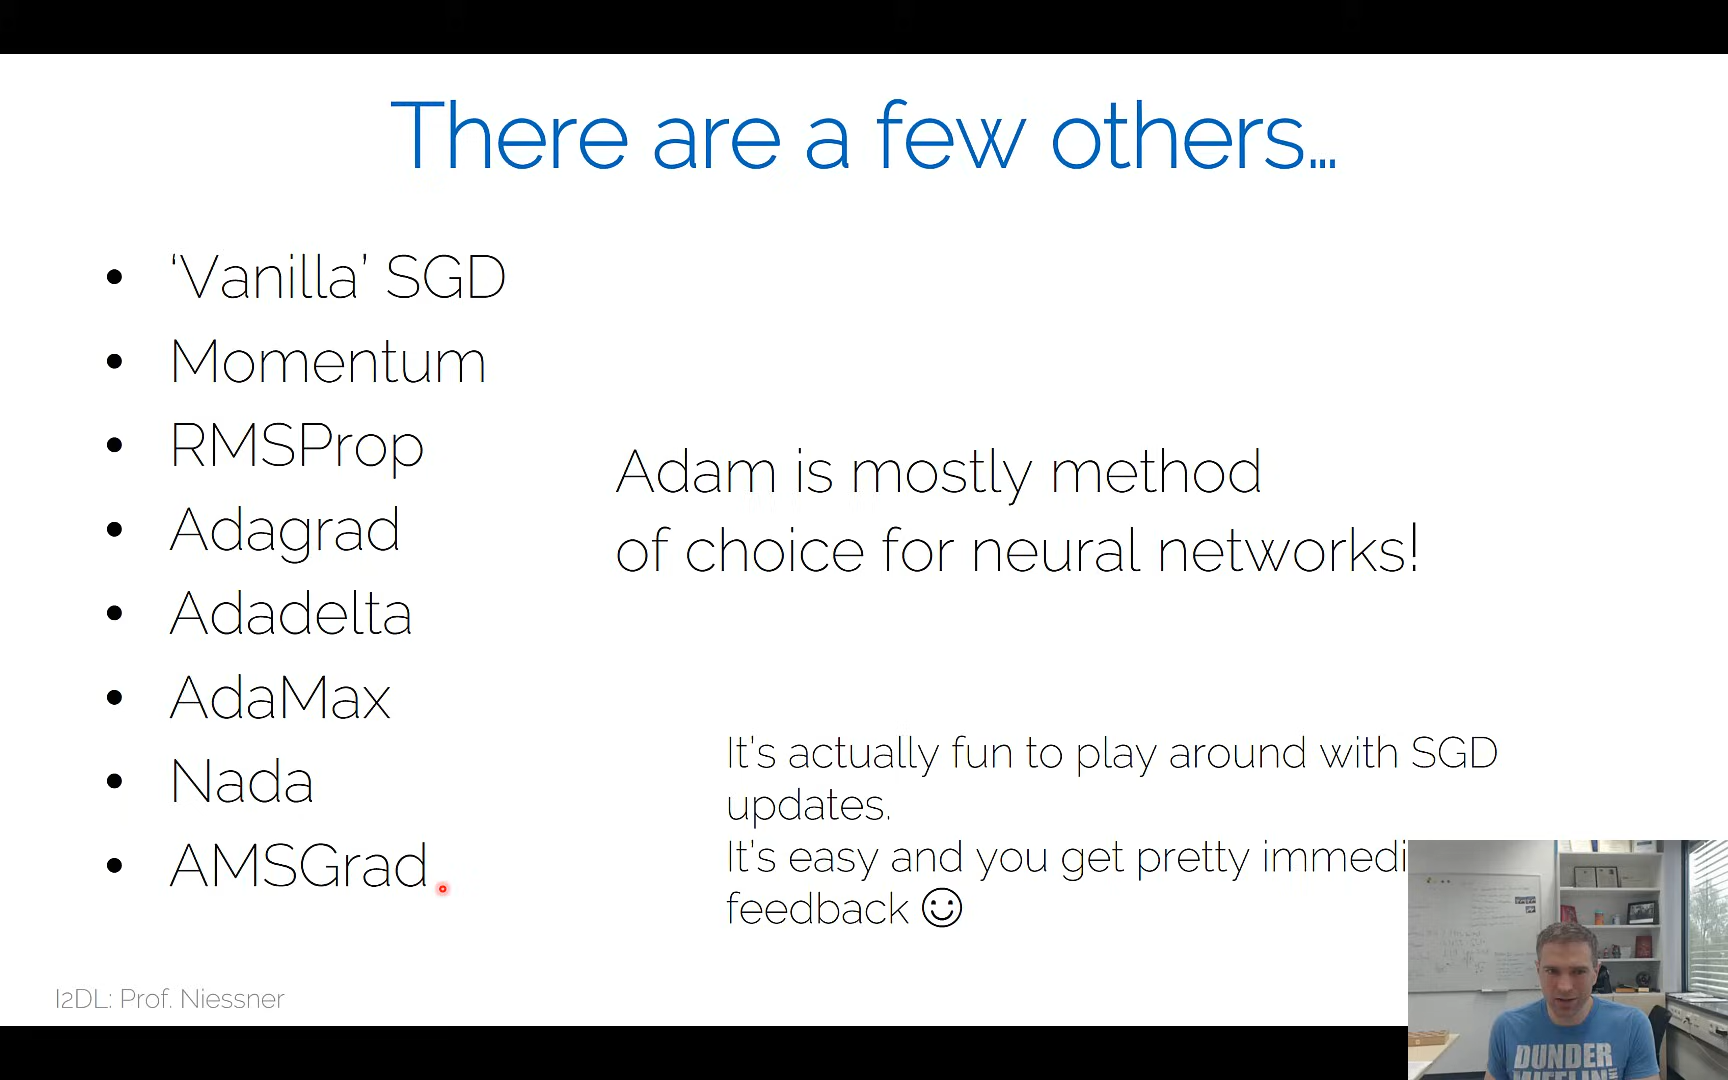 There are a few others...
• ‘Vanilla’ SGD
• Momentum
• RMSProp
• Adagrad
• Adadelta
• AdaMax
• Nada
• AMSGrad
Adam is mostly method
of choice for neural networks!
It's actually fun to play around with SGD
updates.
It's easy and you get pretty
feedback ☺
I2DL: Prof. Niessner
DUNDER